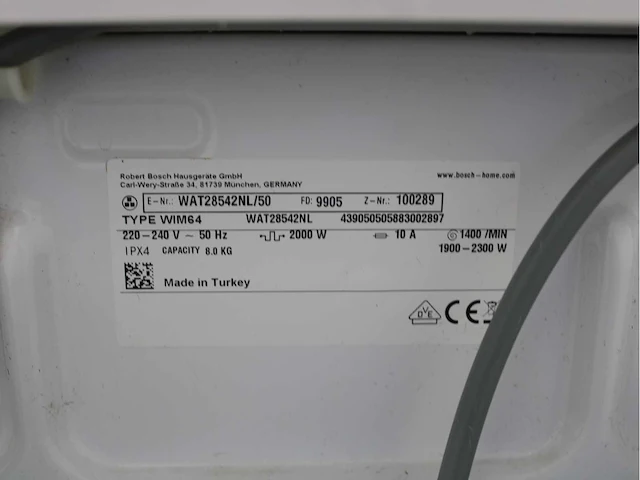 Robert Bosch Hausgeräte GmbH
Carl-Wery-Straße 34, 81739 München, GERMANY
www.bosch-home.com
E-Nr.: WAT28542NL/50 FD: 9905 Z-Nr.: 100289
TYPE WIM64 WAT28542NL 439050505883002897
220-240 V ~ 50 Hz 2000 W 10 A 1400 /MIN
IPX4 CAPACITY 8.0 KG 1900-2300 W
Made in Turkey
DVE CE